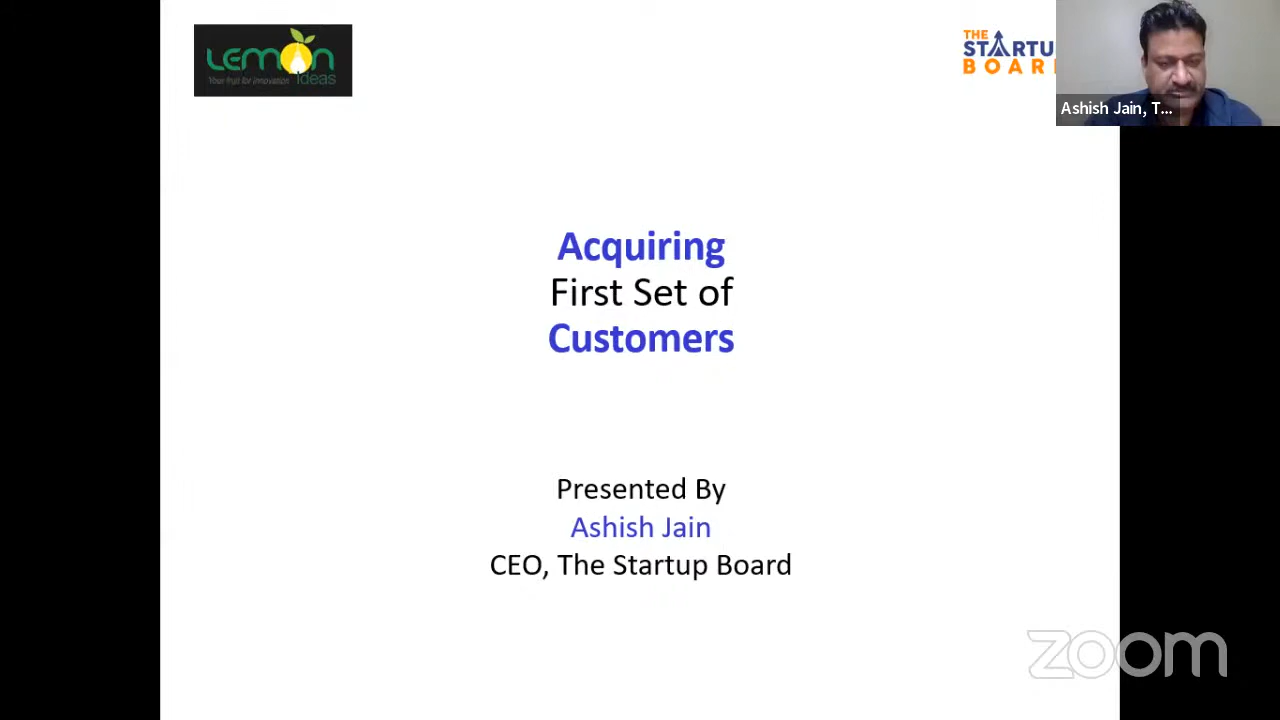 LEMON
Your fruit for innovation
ideas
THE
STARTU
BOAR
Ashish Jain, T...
Acquiring
First Set of
Customers
Presented By
Ashish Jain
CEO, The Startup Board
zoom